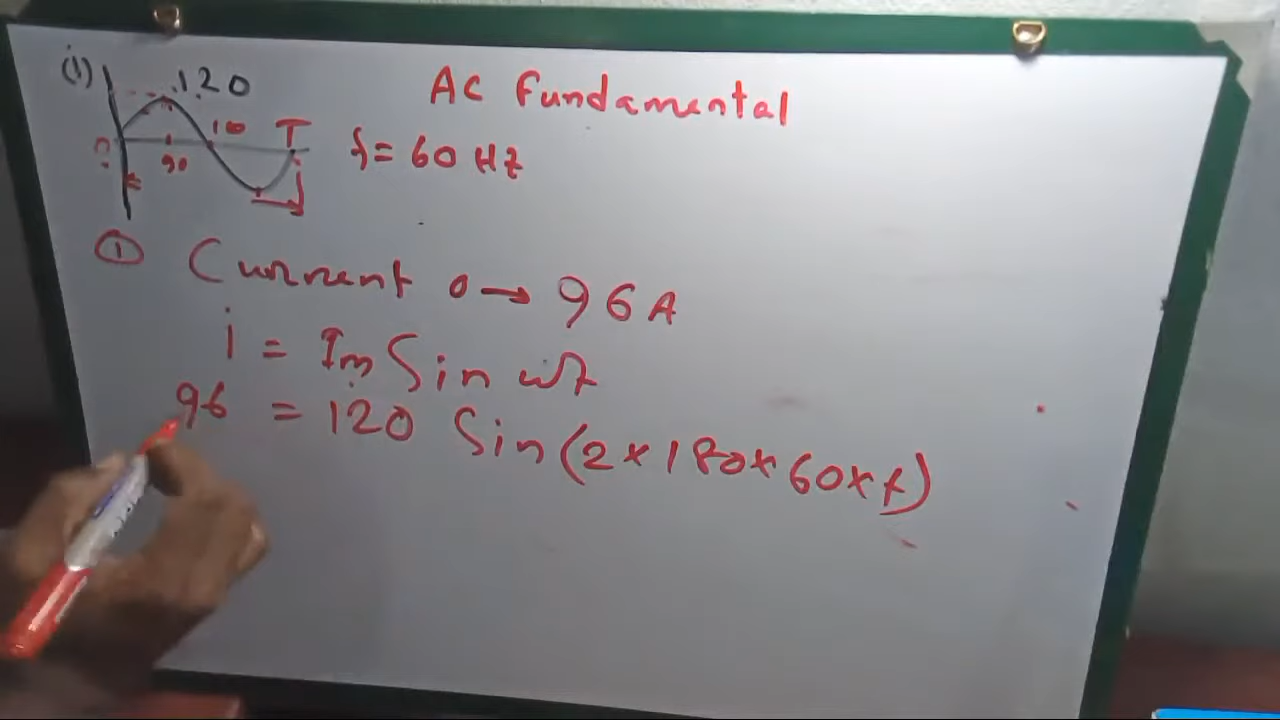 (i) 120
AC Fundamental
0 90 T
f = 60 Hz
① Current 0 → 96 A
i = Im Sin ωt
96 = 120 Sin(2×180×60×t)